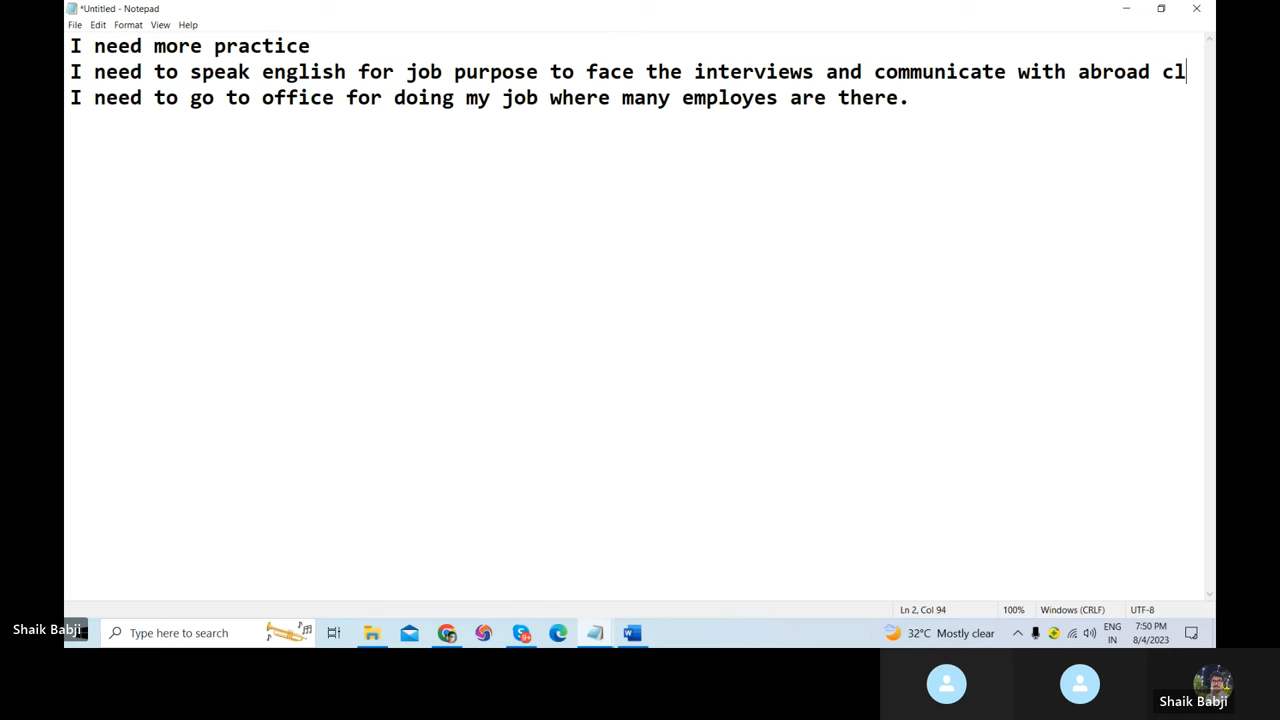 *Untitled - Notepad
File Edit Format View Help
I need more practice
I need to speak english for job purpose to face the interviews and communicate with abroad cl
I need to go to office for doing my job where many employes are there.
Ln 2, Col 94 100% Windows (CRLF) UTF-8
Shaik Babji
Type here to search
32°C Mostly clear
ENG
IN
7:50 PM
8/4/2023
Shaik Babji